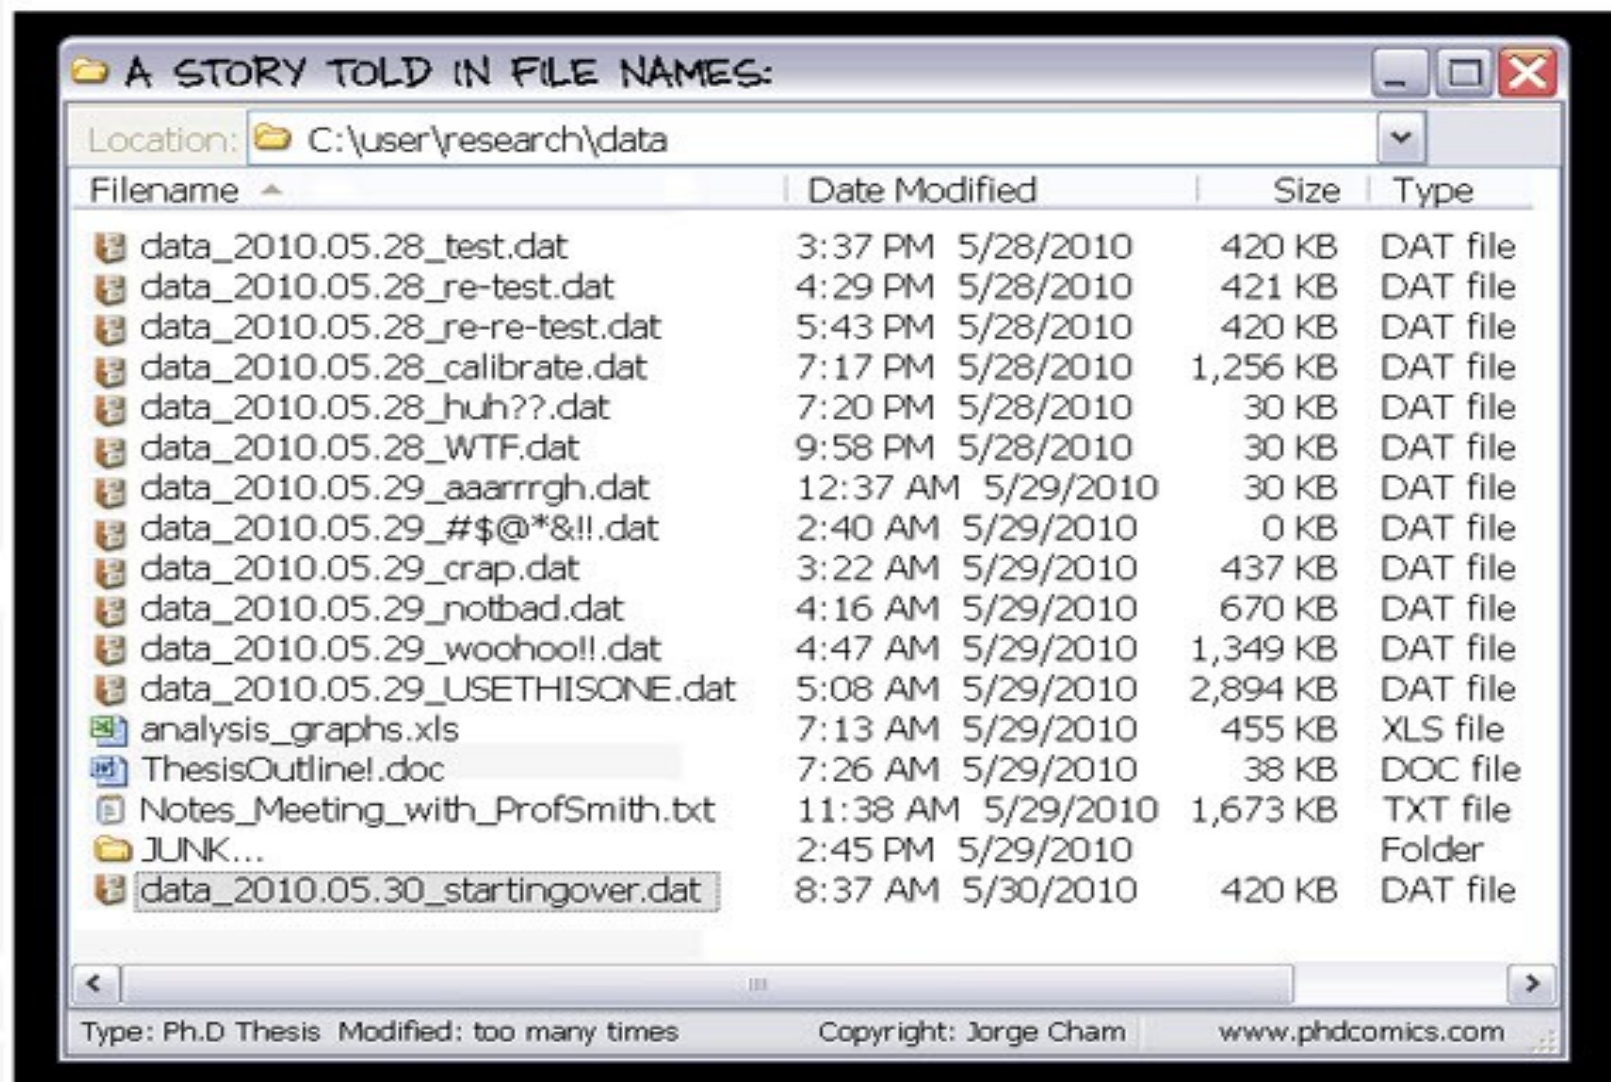 A STORY TOLD IN FILE NAMES:
Location: C:\user\research\data
Filename Date Modified Size Type
data_2010.05.28_test.dat 3:37 PM 5/28/2010 420 KB DAT file
data_2010.05.28_re-test.dat 4:29 PM 5/28/2010 421 KB DAT file
data_2010.05.28_re-re-test.dat 5:43 PM 5/28/2010 420 KB DAT file
data_2010.05.28_calibrate.dat 7:17 PM 5/28/2010 1,256 KB DAT file
data_2010.05.28_huh??.dat 7:20 PM 5/28/2010 30 KB DAT file
data_2010.05.28_WTF.dat 9:58 PM 5/28/2010 30 KB DAT file
data_2010.05.29_aaarrrgh.dat 12:37 AM 5/29/2010 30 KB DAT file
data_2010.05.29_#$@*&!!.dat 2:40 AM 5/29/2010 0 KB DAT file
data_2010.05.29_crap.dat 3:22 AM 5/29/2010 437 KB DAT file
data_2010.05.29_notbad.dat 4:16 AM 5/29/2010 670 KB DAT file
data_2010.05.29_woohoo!!.dat 4:47 AM 5/29/2010 1,349 KB DAT file
data_2010.05.29_USETHISONE.dat 5:08 AM 5/29/2010 2,894 KB DAT file
analysis_graphs.xls 7:13 AM 5/29/2010 455 KB XLS file
ThesisOutline!.doc 7:26 AM 5/29/2010 38 KB DOC file
Notes_Meeting_with_ProfSmith.txt 11:38 AM 5/29/2010 1,673 KB TXT file
JUNK... 2:45 PM 5/29/2010 Folder
data_2010.05.30_startingover.dat 8:37 AM 5/30/2010 420 KB DAT file
Type: Ph.D Thesis Modified: too many times Copyright: Jorge Cham www.phdcomics.com